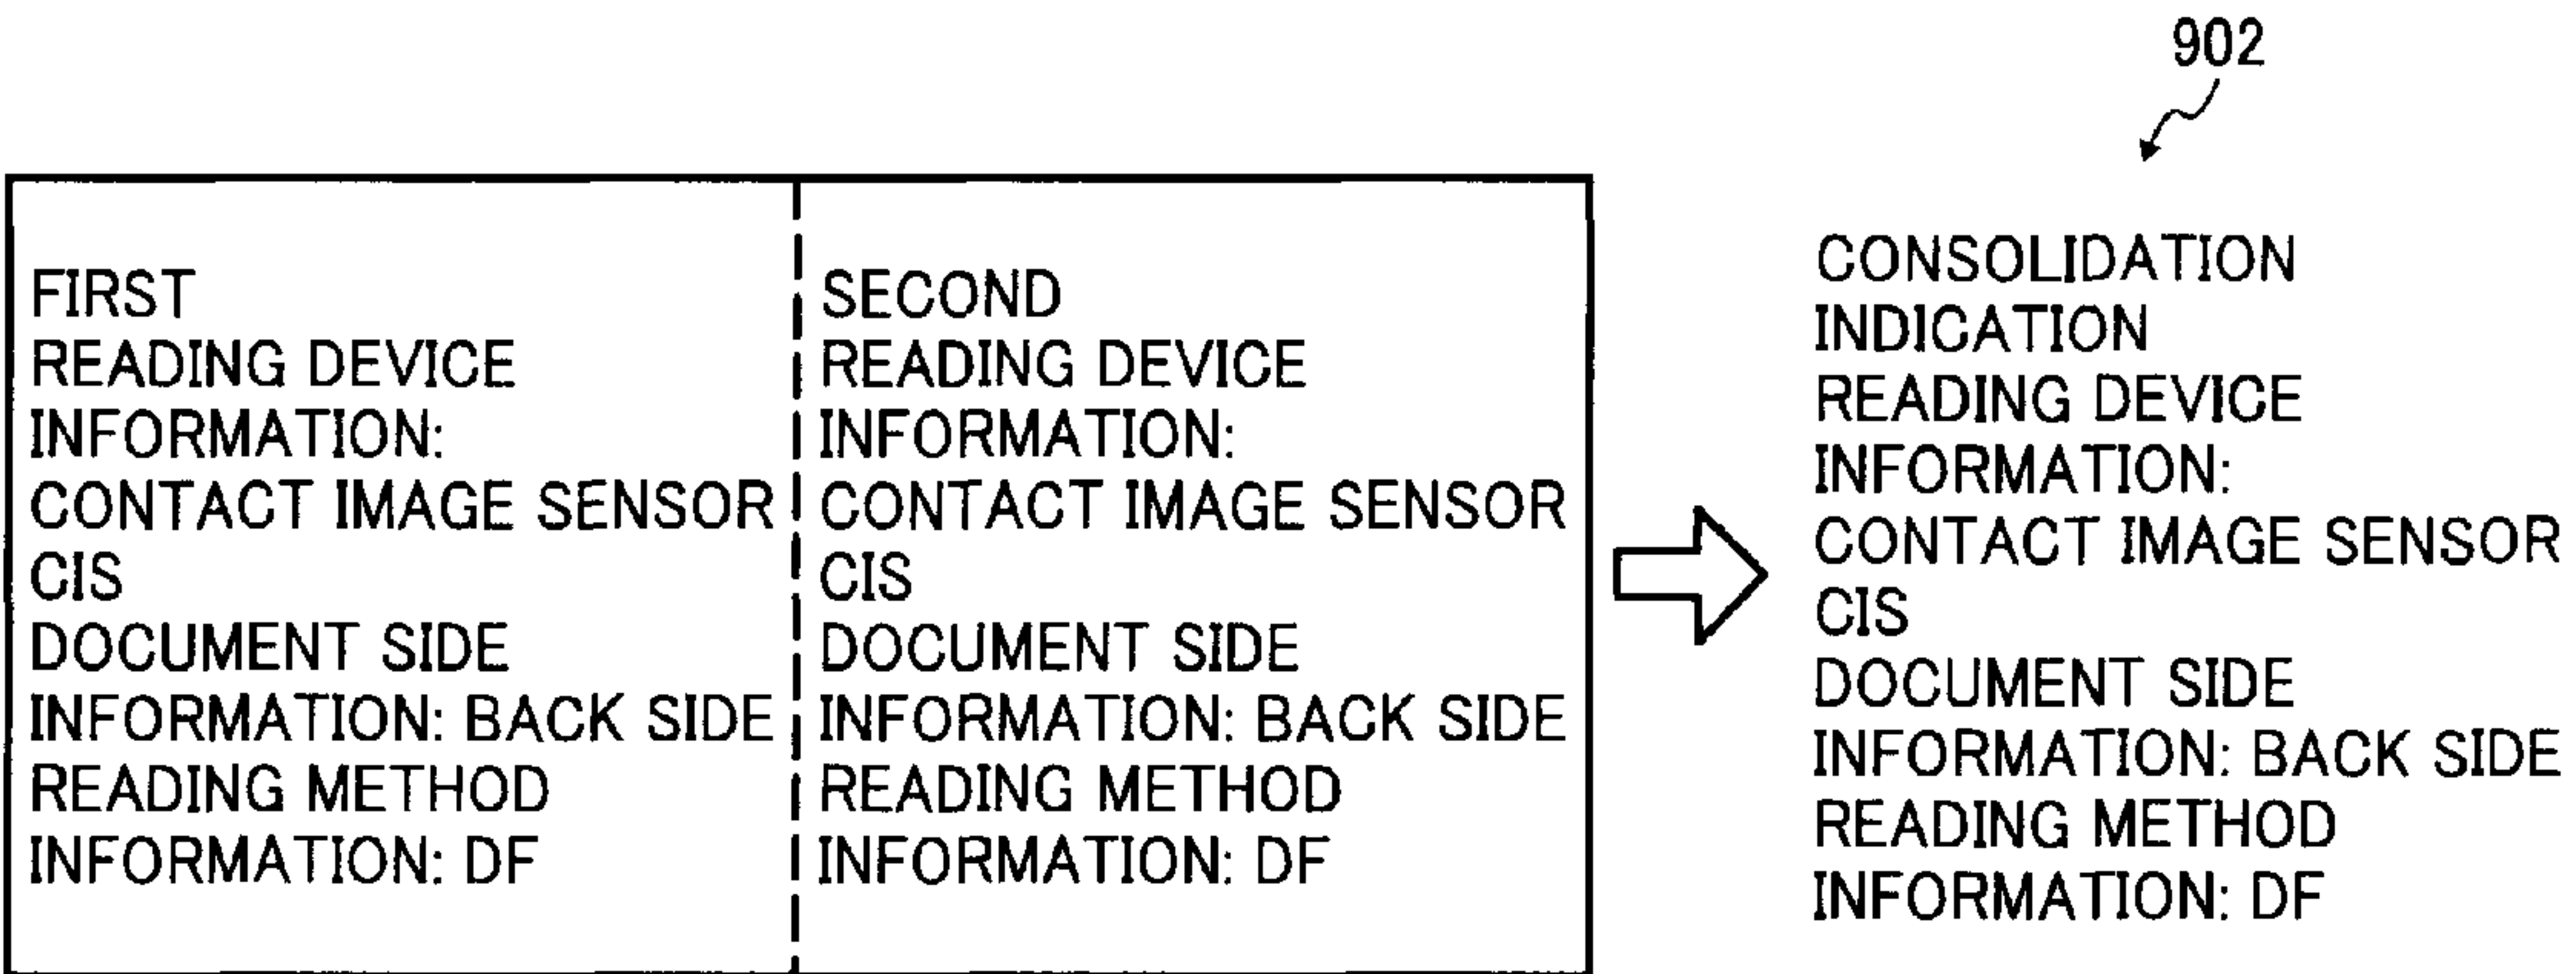 902
FIRST
READING DEVICE
INFORMATION:
CONTACT IMAGE SENSOR
CIS
DOCUMENT SIDE
INFORMATION: BACK SIDE
READING METHOD
INFORMATION: DF
SECOND
READING DEVICE
INFORMATION:
CONTACT IMAGE SENSOR
CIS
DOCUMENT SIDE
INFORMATION: BACK SIDE
READING METHOD
INFORMATION: DF
CONSOLIDATION
INDICATION
READING DEVICE
INFORMATION:
CONTACT IMAGE SENSOR
CIS
DOCUMENT SIDE
INFORMATION: BACK SIDE
READING METHOD
INFORMATION: DF